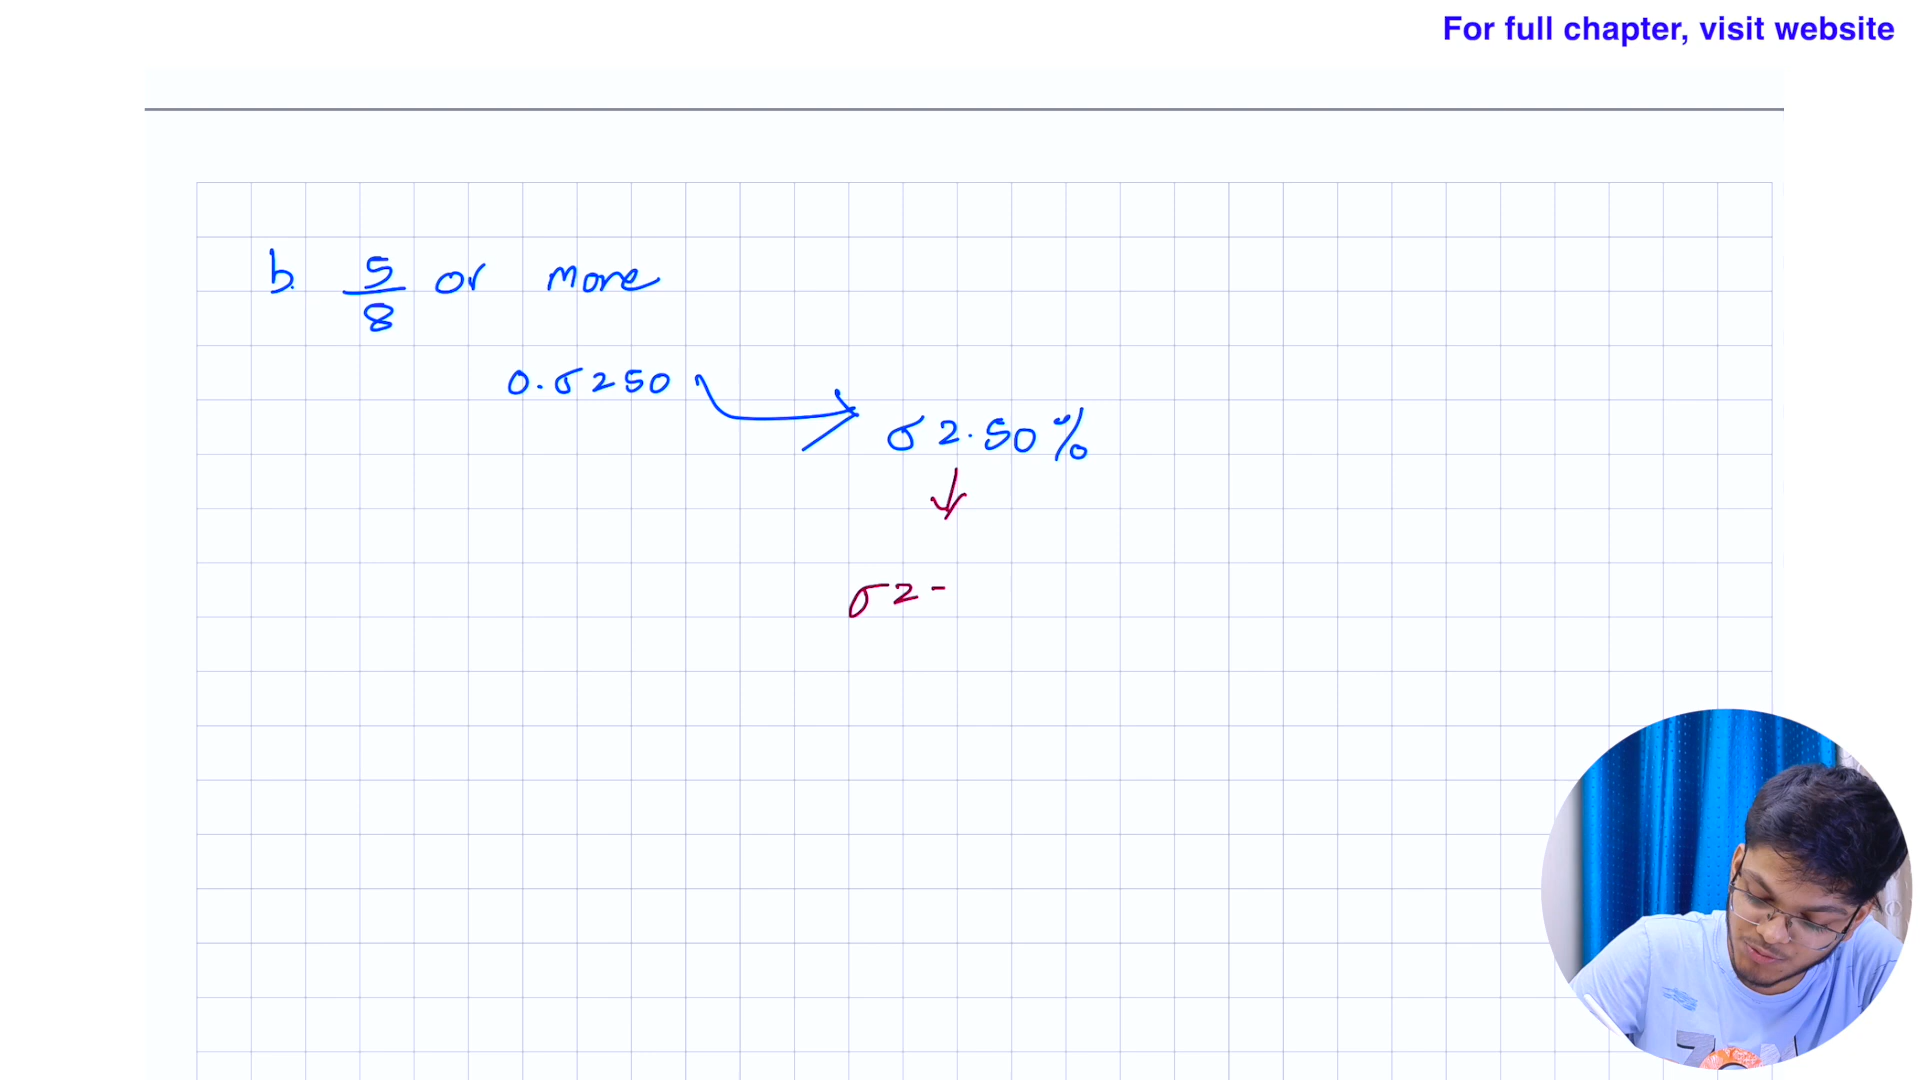 For full chapter, visit website
b. 5/8 or more
0.6250
62.50%
62-